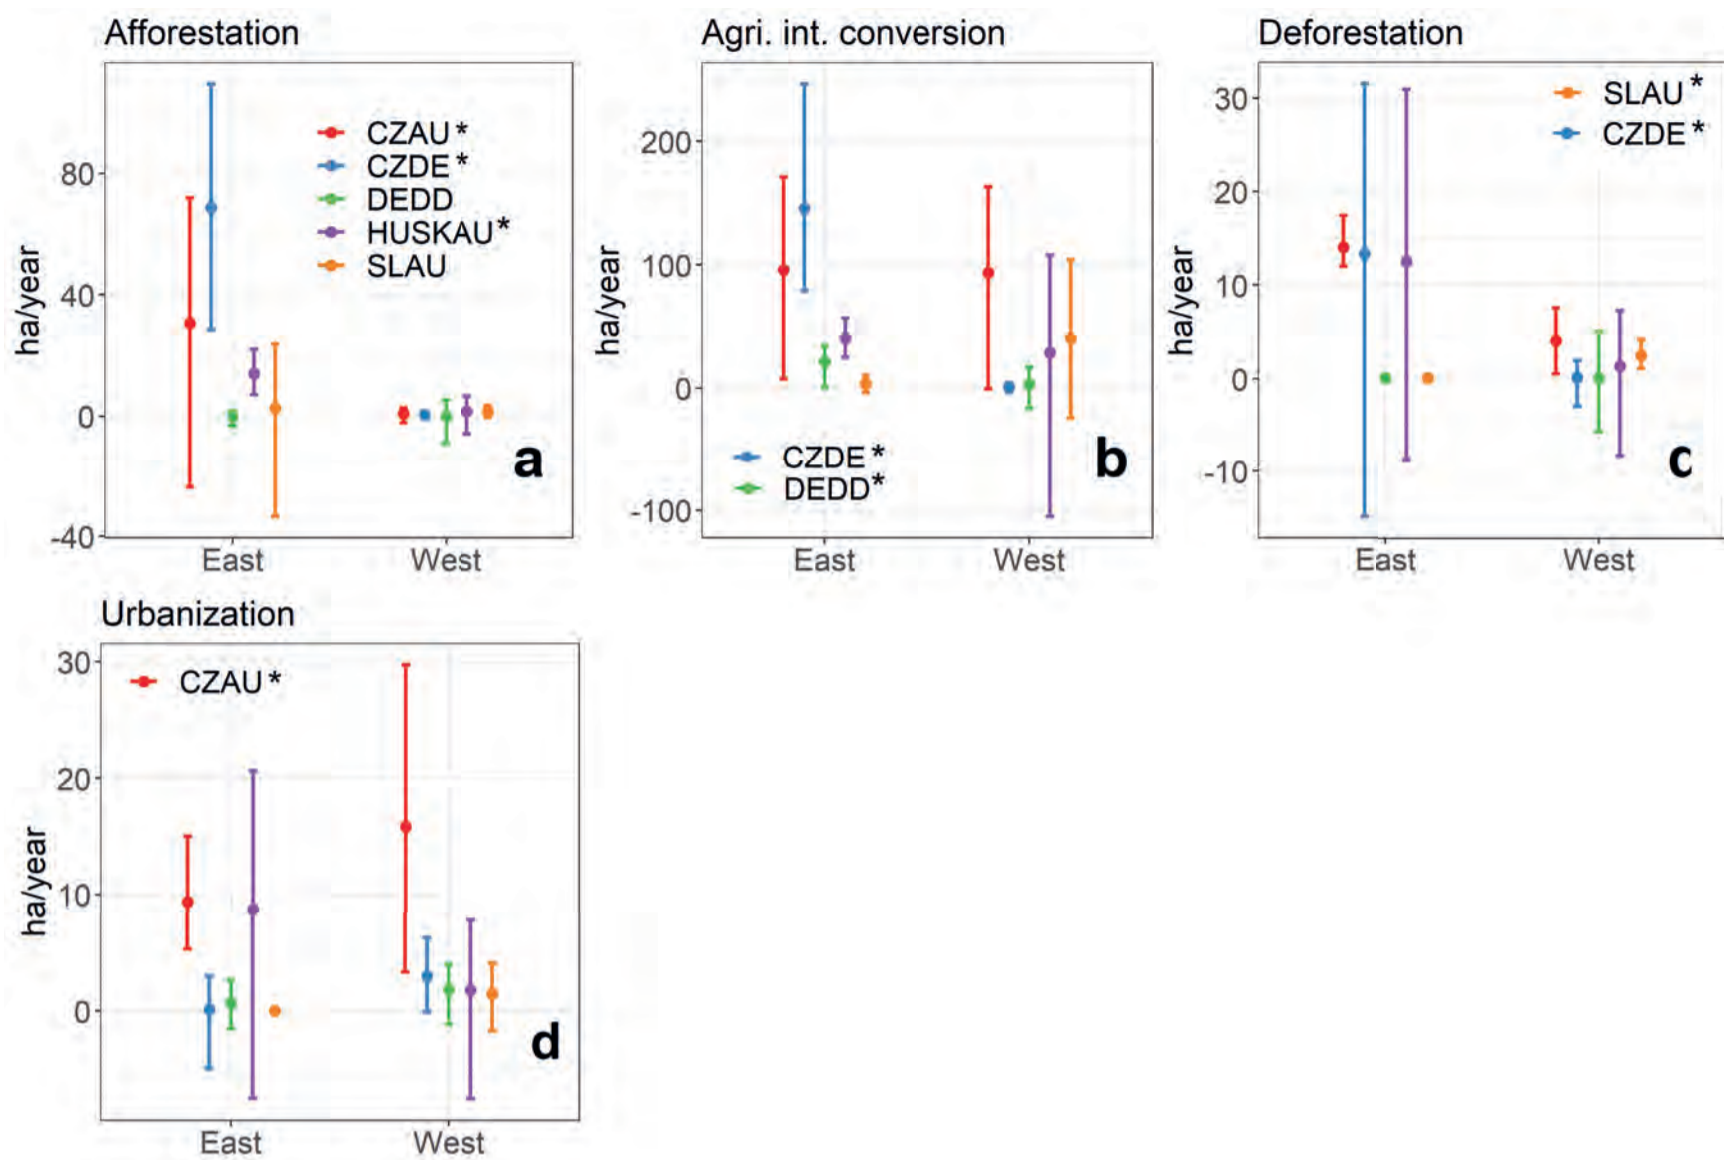 Afforestation
Agri. int. conversion
Deforestation
ha/year
80
40
0
-40
CZAU*
CZDE*
DEDD
HUSKAU*
SLAU
a
East
West
ha/year
200
100
0
-100
CZDE*
DEDD*
b
East
West
ha/year
30
20
10
0
-10
SLAU*
CZDE*
c
East
West
Urbanization
ha/year
30
20
10
0
CZAU*
d
East
West